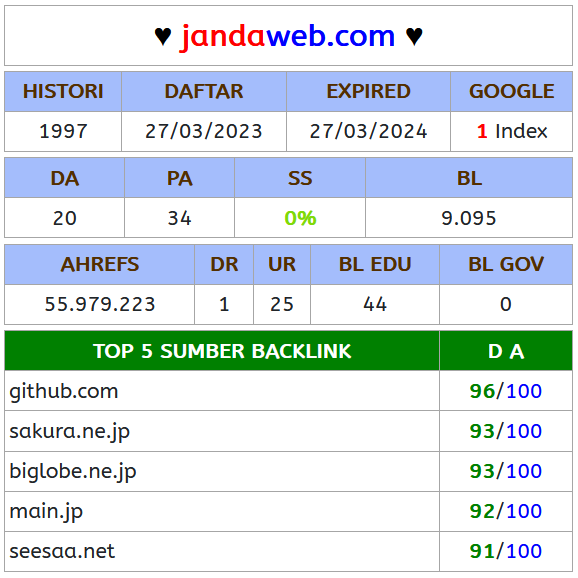 ♥ jandaweb.com ♥
HISTORI DAFTAR EXPIRED GOOGLE
1997 27/03/2023 27/03/2024 1 Index
DA PA SS BL
20 34 0% 9.095
AHREFS DR UR BL EDU BL GOV
55.979.223 1 25 44 0
TOP 5 SUMBER BACKLINK D A
github.com 96/100
sakura.ne.jp 93/100
biglobe.ne.jp 93/100
main.jp 92/100
seesaa.net 91/100